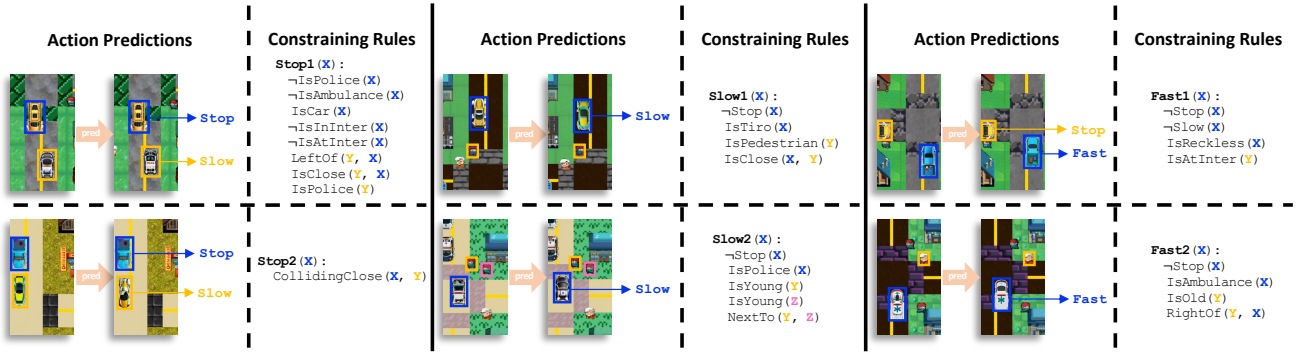 Action Predictions
Constraining Rules
Action Predictions
Constraining Rules
Action Predictions
Constraining Rules
pred
Stop
Slow
Stop1(X):
¬IsPolice(X)
¬IsAmbulance(X)
IsCar(X)
¬IsInInter(X)
¬IsAtInter(X)
LeftOf(Y, X)
IsClose(Y, X)
IsPolice(Y)
pred
Slow
Slow1(X):
¬Stop(X)
IsTiro(X)
IsPedestrian(Y)
IsClose(X, Y)
pred
Stop
Fast
Fast1(X):
¬Stop(X)
¬Slow(X)
IsReckless(X)
IsAtInter(Y)
pred
Stop
Slow
Stop2(X):
CollidingClose(X, Y)
pred
Slow
Slow2(X):
¬Stop(X)
IsPolice(X)
IsYoung(Y)
IsYoung(Z)
NextTo(Y, Z)
pred
Fast
Fast2(X):
¬Stop(X)
IsAmbulance(X)
IsOld(Y)
RightOf(Y, X)